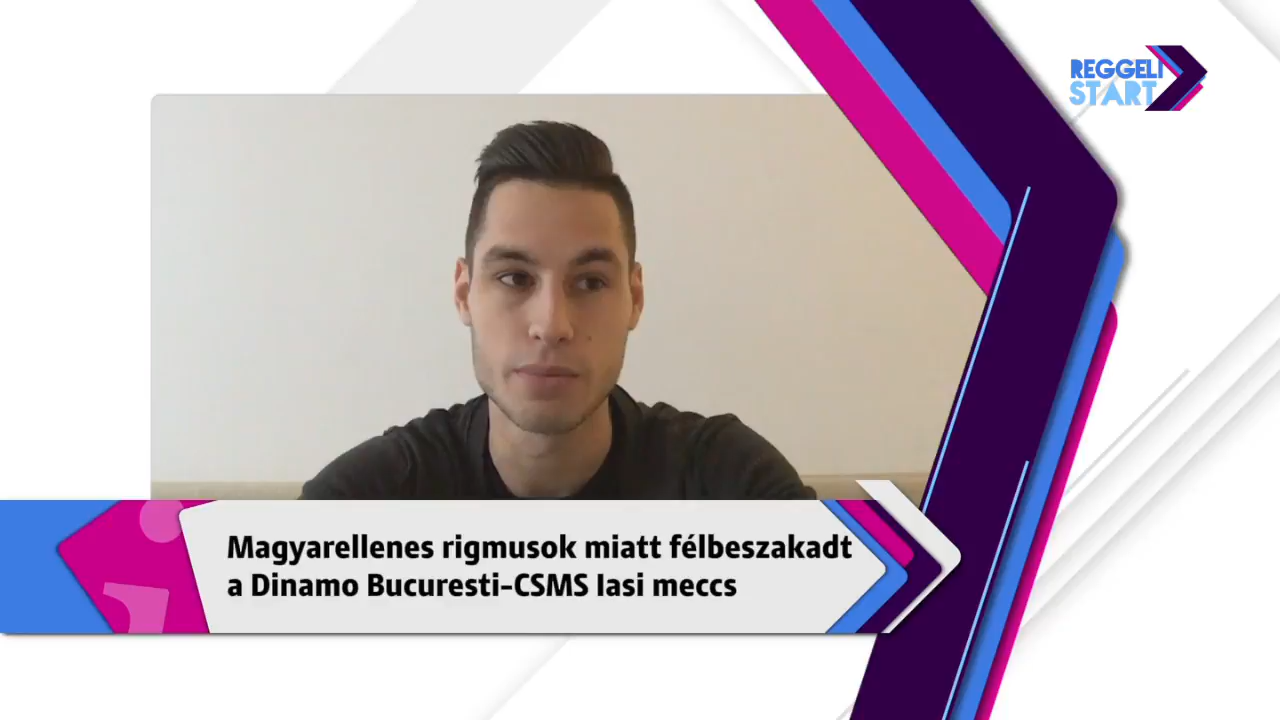 REGGELI
START
Magyarellenes rigmusok miatt félbeszakadt
a Dinamo Bucuresti-CSMS Iasi meccs